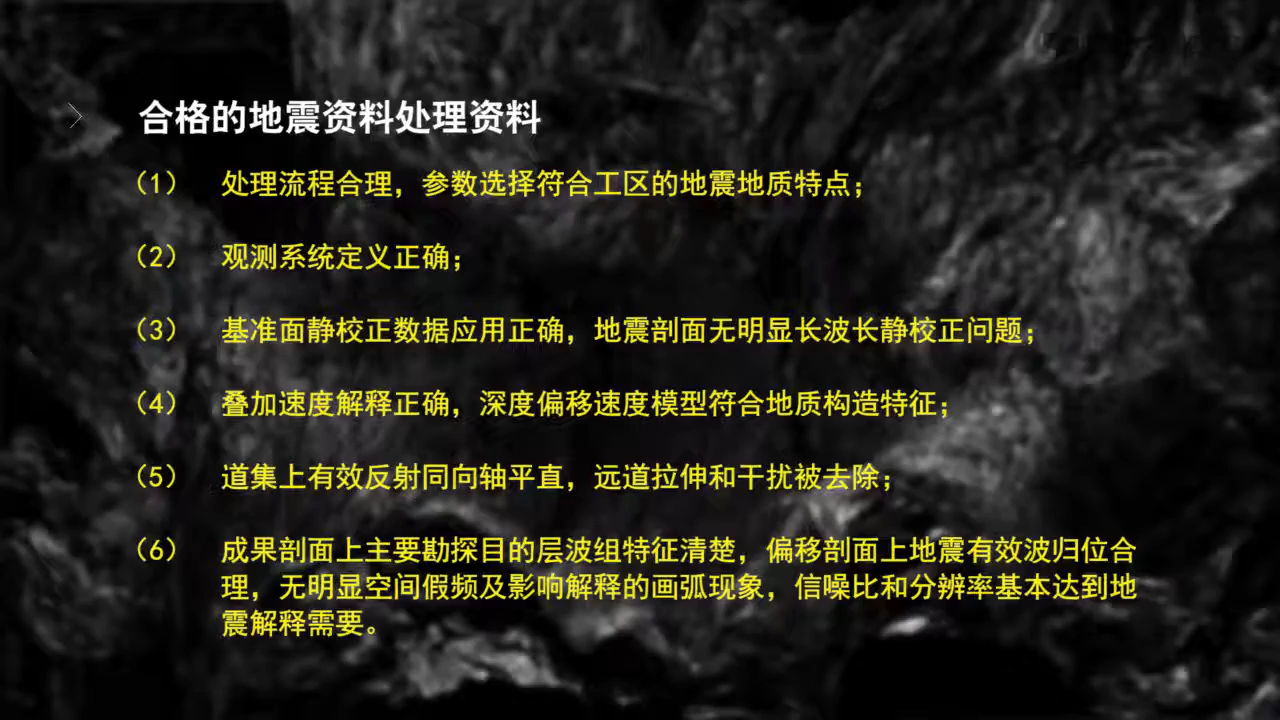 合格的地震资料处理资料
（1） 处理流程合理，参数选择符合工区的地震地质特点；
（2） 观测系统定义正确；
（3） 基准面静校正数据应用正确，地震剖面无明显长波长静校正问题；
（4） 叠加速度解释正确，深度偏移速度模型符合地质构造特征；
（5） 道集上有效反射同向轴平直，远道拉伸和干扰被去除；
（6） 成果剖面上主要勘探目的层波组特征清楚，偏移剖面上地震有效波归位合
理，无明显空间假频及影响解释的画弧现象，信噪比和分辨率基本达到地
震解释需要。